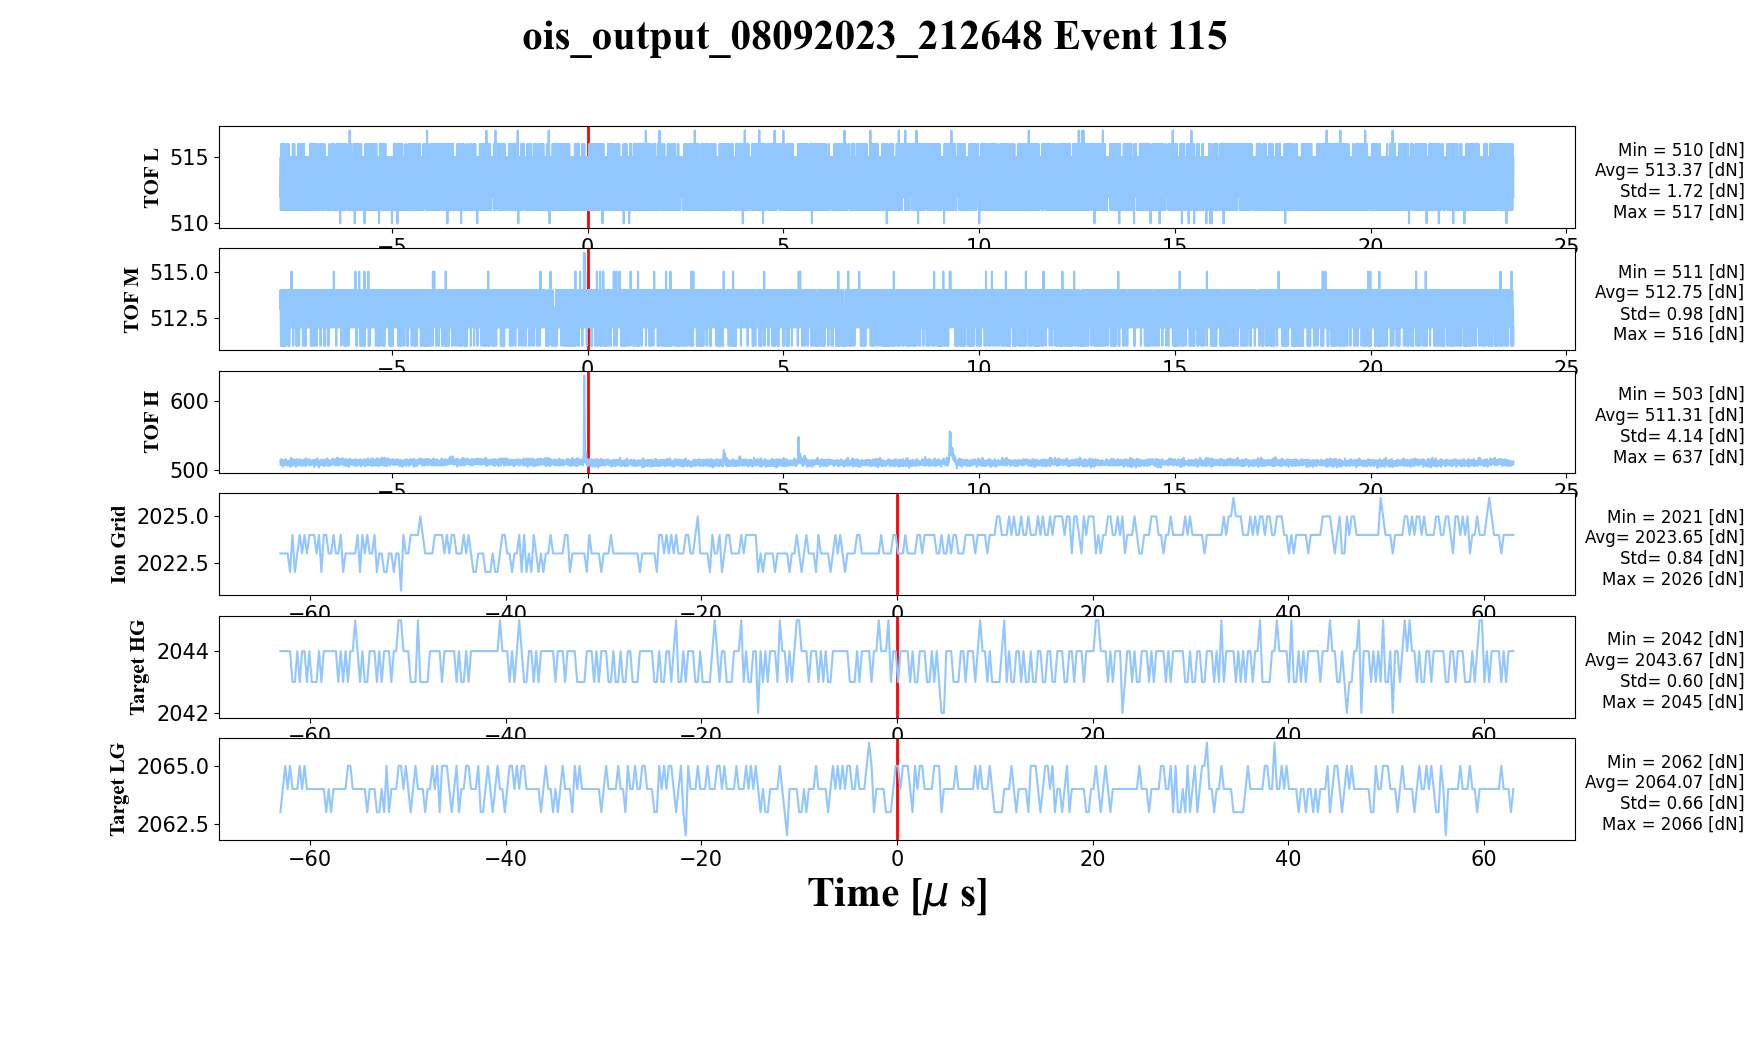 ois_output_08092023_212648 Event 115
TOF L
515
510
−5 0 5 10 15 20 25
Min = 510 [dN]
Avg= 513.37 [dN]
Std= 1.72 [dN]
Max = 517 [dN]
TOF M
515.0
512.5
−5 0 5 10 15 20 25
Min = 511 [dN]
Avg= 512.75 [dN]
Std= 0.98 [dN]
Max = 516 [dN]
TOF H
600
500
−5 0 5 10 15 20 25
Min = 503 [dN]
Avg= 511.31 [dN]
Std= 4.14 [dN]
Max = 637 [dN]
Ion Grid
2025.0
2022.5
−60 −40 −20 0 20 40 60
Min = 2021 [dN]
Avg= 2023.65 [dN]
Std= 0.84 [dN]
Max = 2026 [dN]
Target HG
2044
2042
−60 −40 −20 0 20 40 60
Min = 2042 [dN]
Avg= 2043.67 [dN]
Std= 0.60 [dN]
Max = 2045 [dN]
Target LG
2065.0
2062.5
−60 −40 −20 0 20 40 60
Min = 2062 [dN]
Avg= 2064.07 [dN]
Std= 0.66 [dN]
Max = 2066 [dN]
Time [μ s]